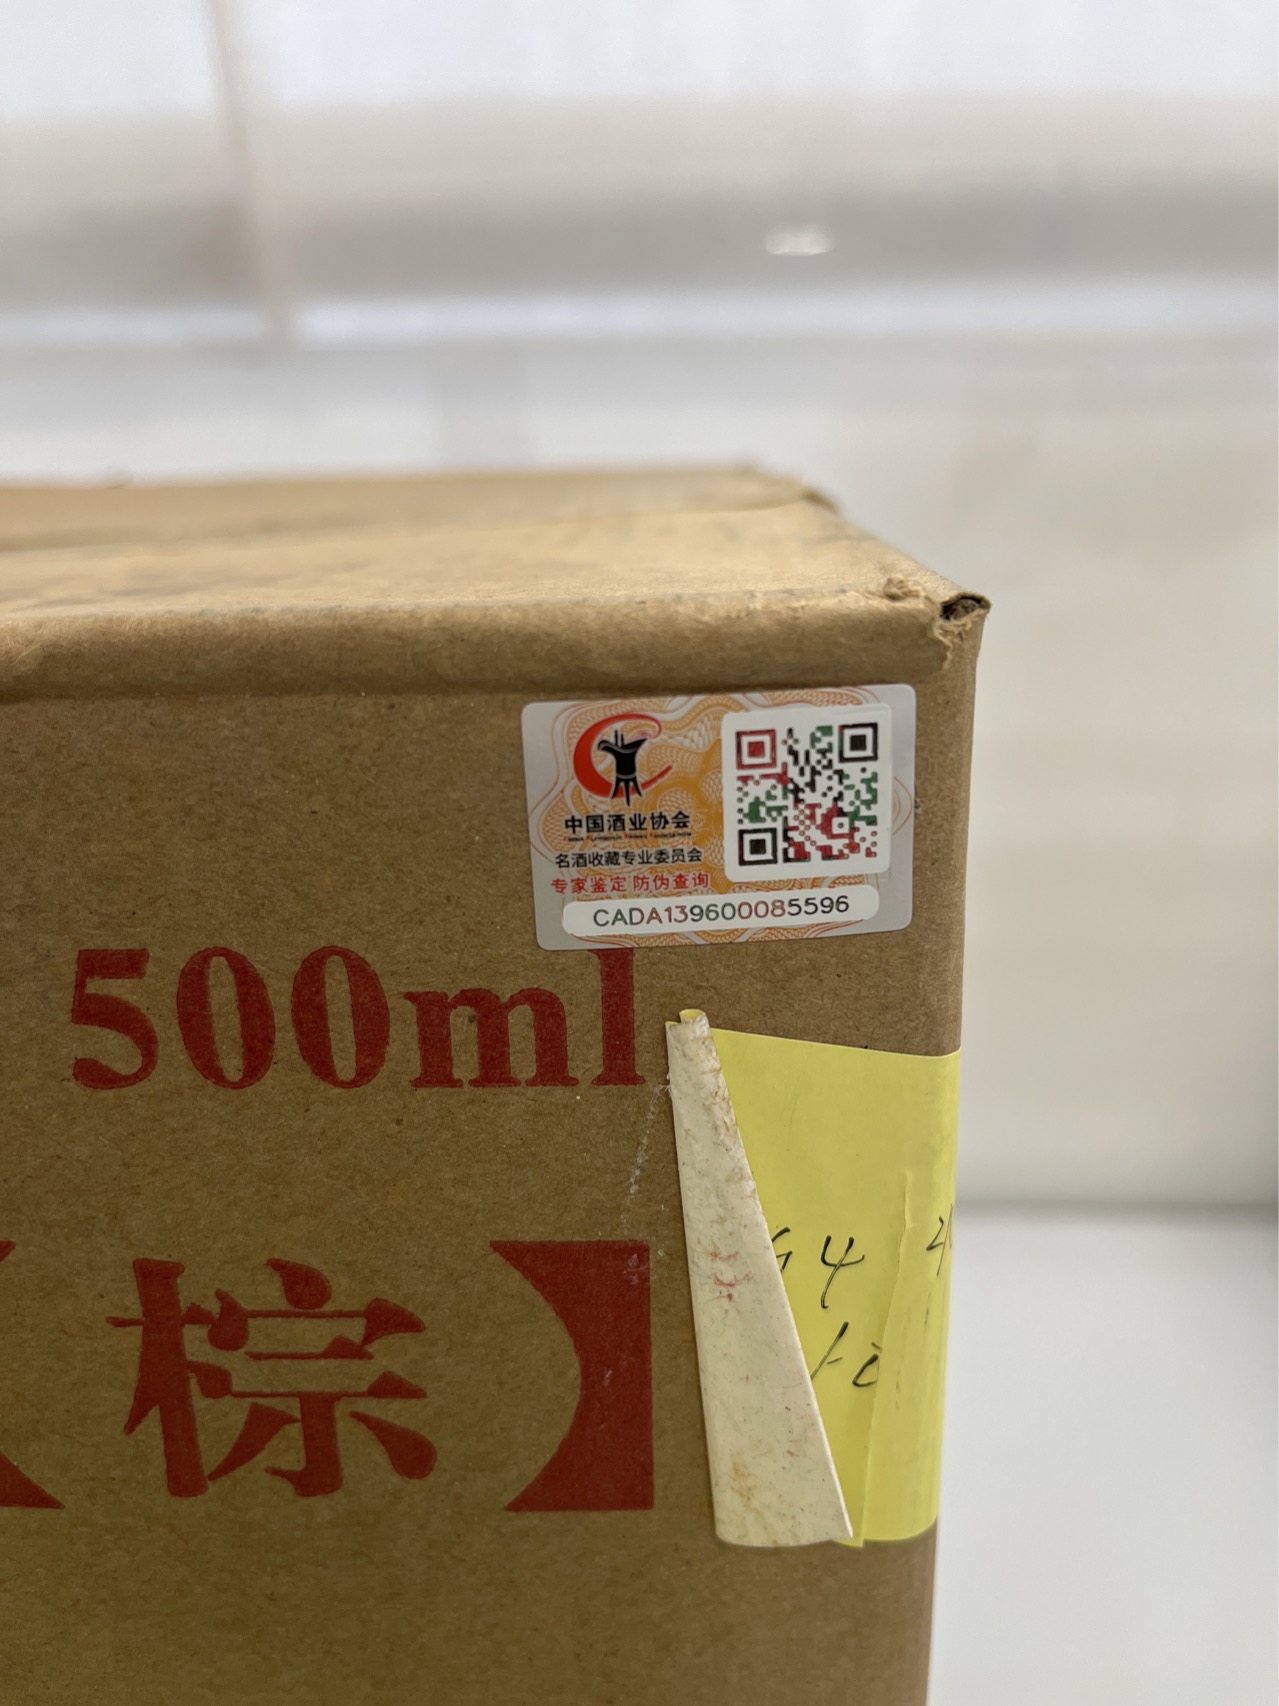 中国酒业协会
名酒收藏专业委员会
专家鉴定 防伪查询
CADA139600085596
500ml
【棕】
94